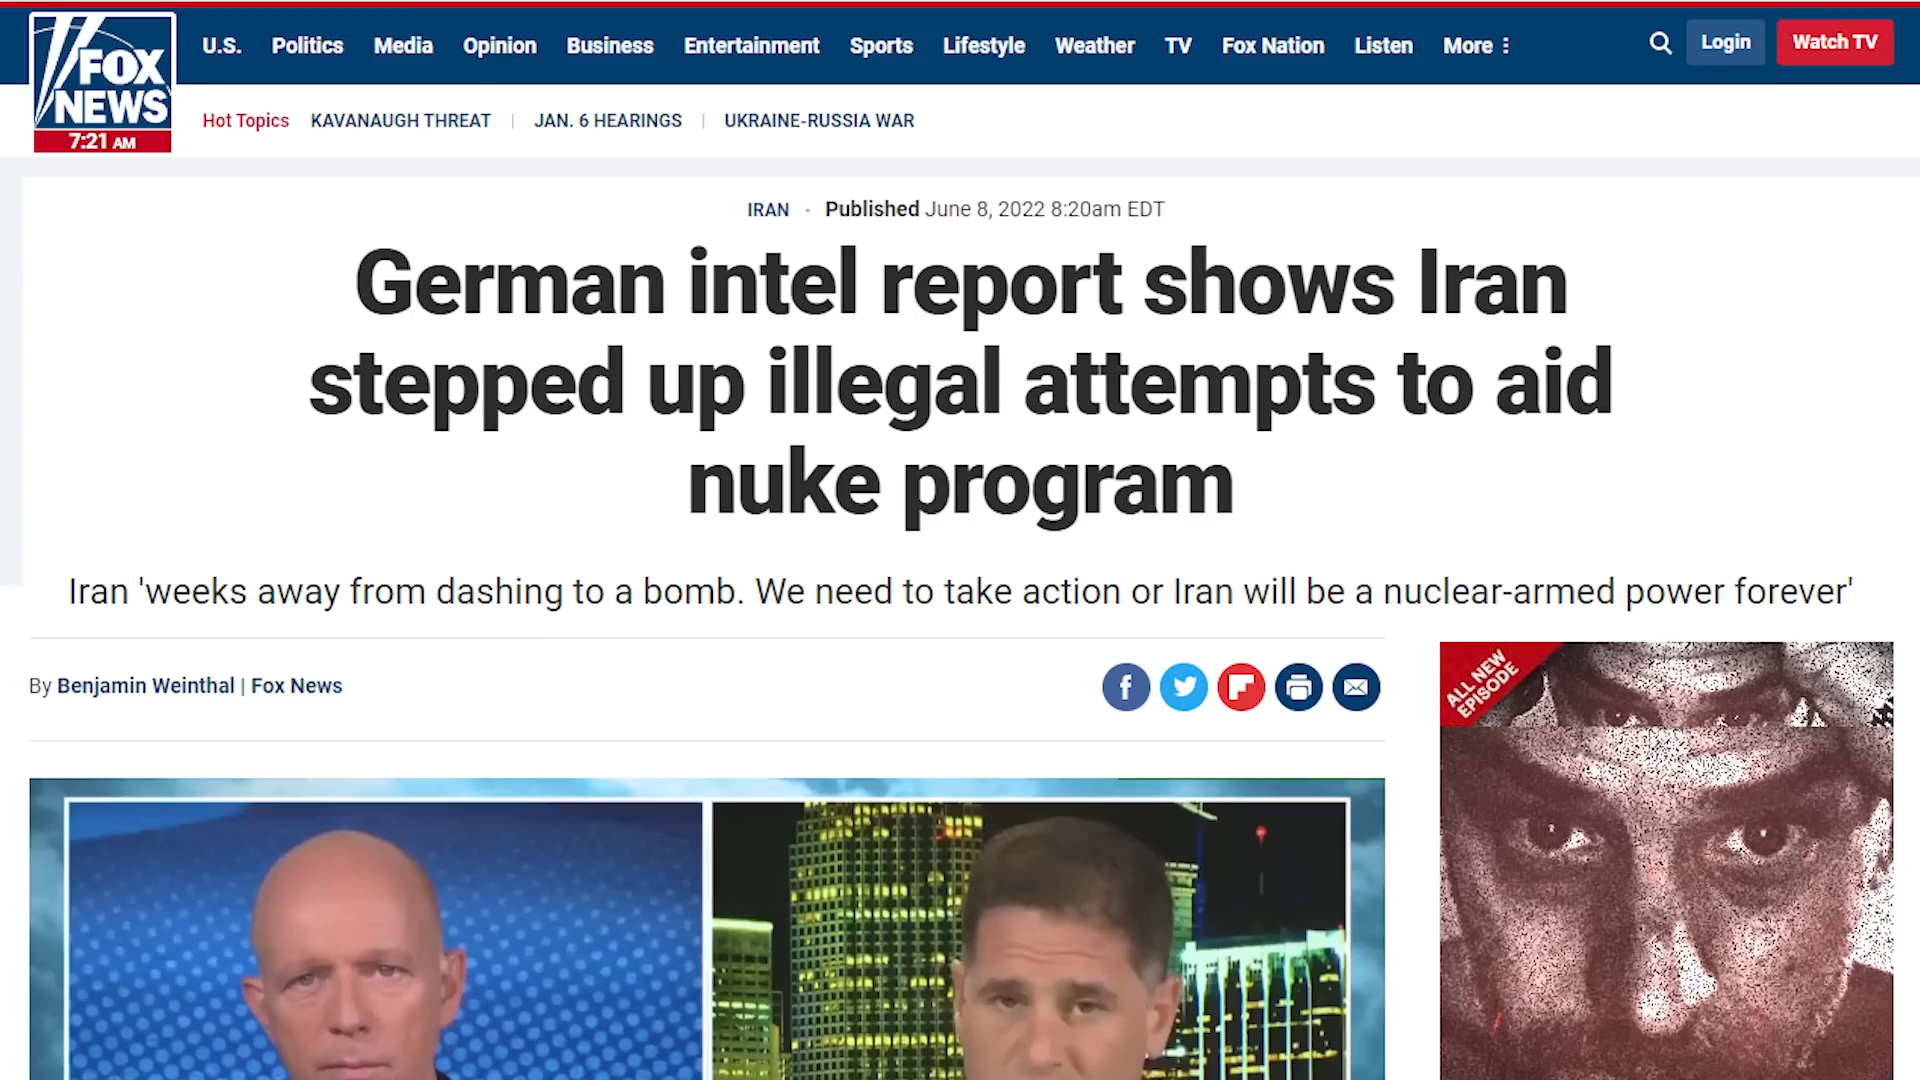 FOX
NEWS
7:21 AM
U.S. Politics Media Opinion Business Entertainment Sports Lifestyle Weather TV Fox Nation Listen More
Login
Watch TV
Hot Topics KAVANAUGH THREAT | JAN. 6 HEARINGS | UKRAINE-RUSSIA WAR
IRAN · Published June 8, 2022 8:20am EDT
German intel report shows Iran
stepped up illegal attempts to aid
nuke program
Iran 'weeks away from dashing to a bomb. We need to take action or Iran will be a nuclear-armed power forever'
By Benjamin Weinthal | Fox News
ALL NEW
EPISODE